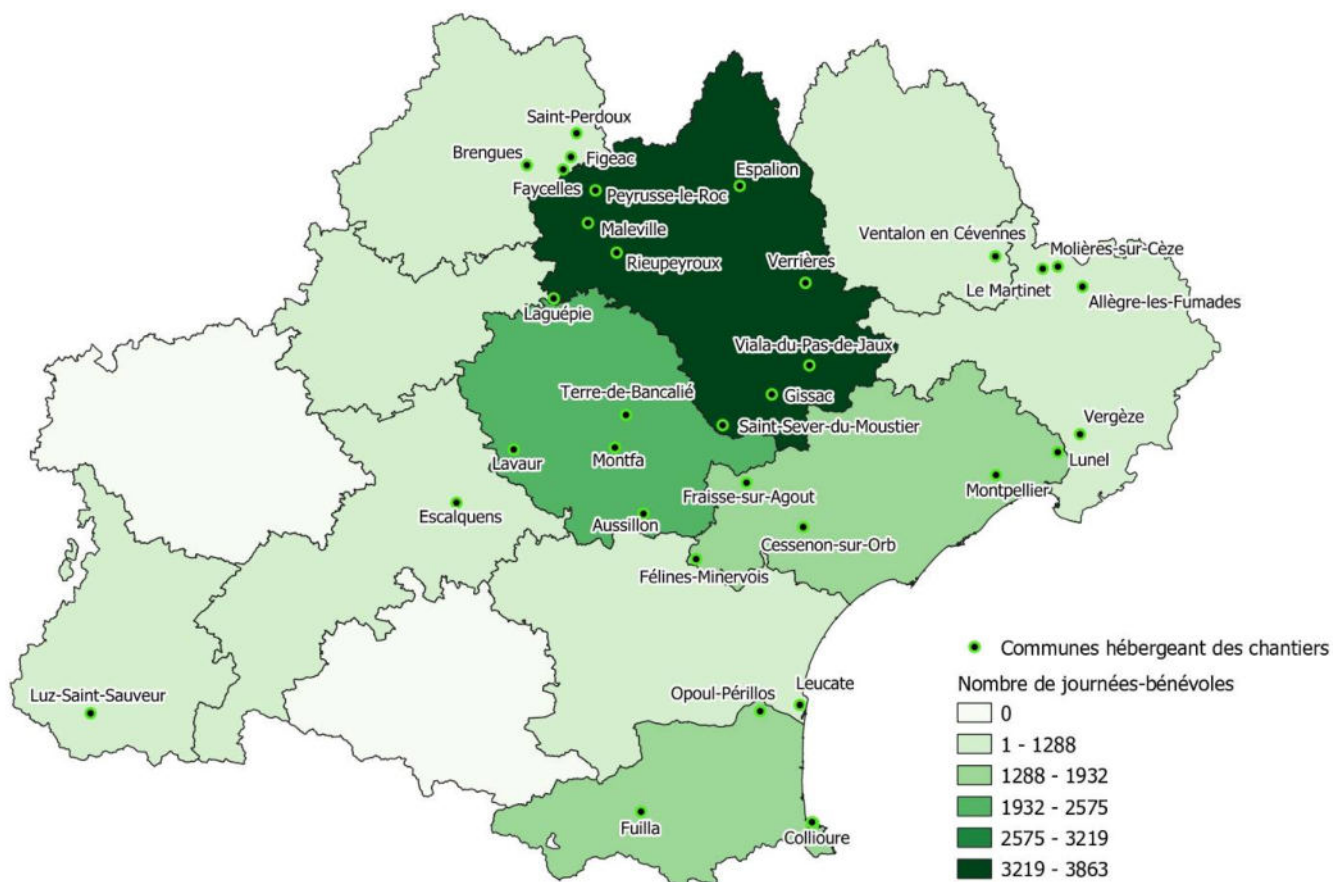 Saint-Perdoux
Brengues
Figeac
Faycelles
Peyrusse-le-Roc
Espalion
Maleville
Rieupeyroux
Verrières
Ventalon en Cévennes
Molières-sur-Cèze
Le Martinet
Allègre-les-Fumades
Laguépie
Viala-du-Pas-de-Jaux
Terre-de-Bancalié
Gissac
Saint-Sever-du-Moustier
Vergèze
Lavaur
Montfa
Lunel
Fraisse-sur-Agout
Montpellier
Escalquens
Aussillon
Cessenon-sur-Orb
Félines-Minervois
Luz-Saint-Sauveur
Opoul-Périllos
Leucate
Fuilla
Collioure
Communes hébergeant des chantiers
Nombre de journées-bénévoles
0
1 - 1288
1288 - 1932
1932 - 2575
2575 - 3219
3219 - 3863